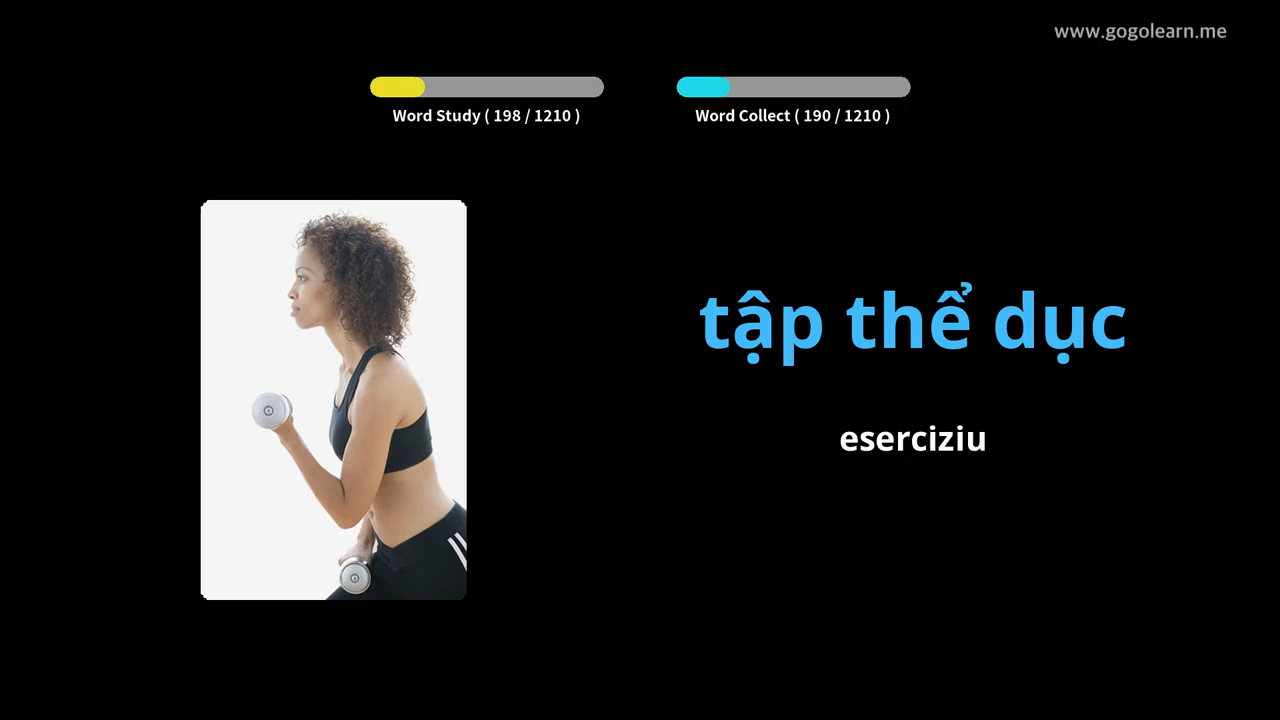 www.gogolearn.me
Word Study ( 198 / 1210 )
Word Collect ( 190 / 1210 )
tập thể dục
eserciziu